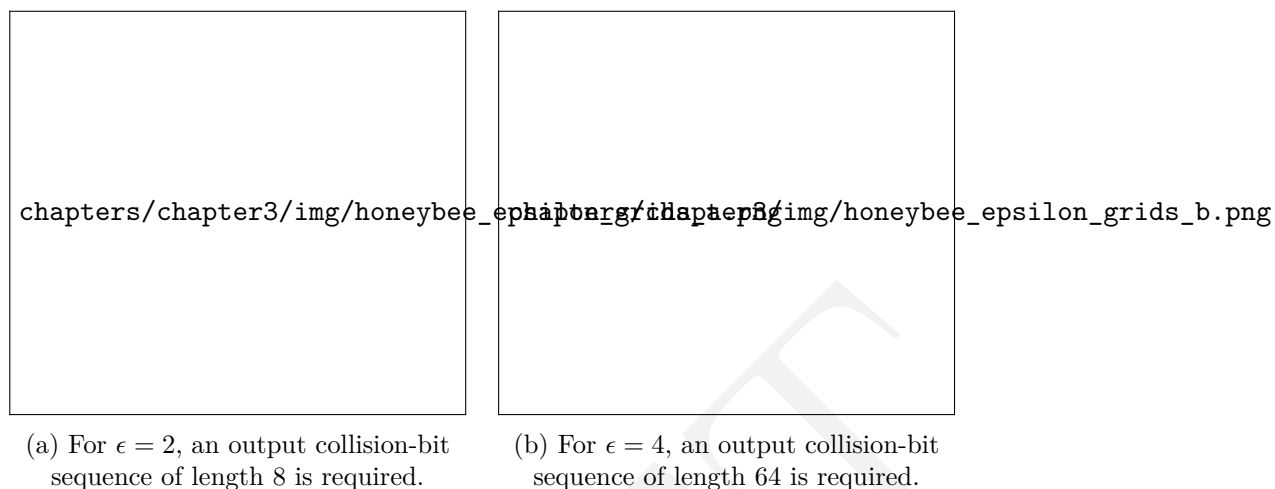 chapters/chapter3/img/honeybee_epsilon_grids_a.png
chapters/chapter3/img/honeybee_epsilon_grids_b.png
(a) For ϵ = 2, an output collision-bit
sequence of length 8 is required.
(b) For ϵ = 4, an output collision-bit
sequence of length 64 is required.